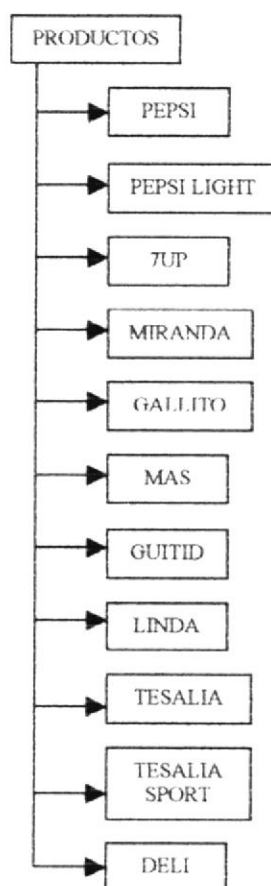 PRODUCTOS
PEPSI
PEPSI LIGHT
7UP
MIRANDA
GALLITO
MAS
GUITID
LINDA
TESALIA
TESALIA
SPORT
DELI